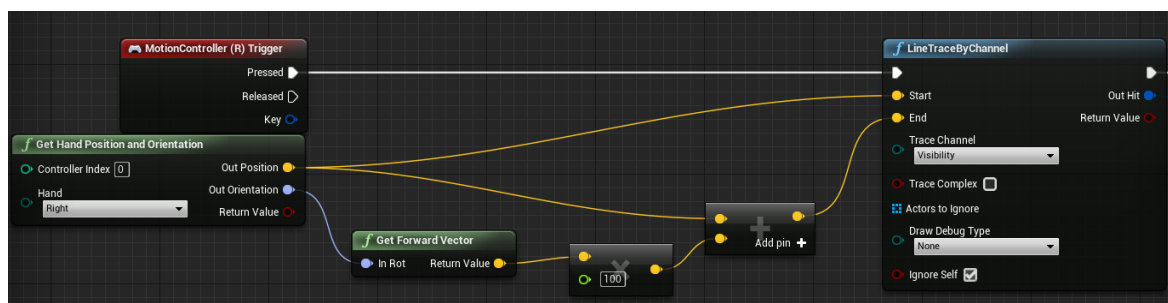 MotionController (R) Trigger
Pressed
Released
Key
f Get Hand Position and Orientation
Controller Index 0
Out Position
Hand
Right
Out Orientation
Return Value
f Get Forward Vector
In Rot
Return Value
×
100
+
Add pin +
f LineTraceByChannel
Start
Out Hit
End
Return Value
Trace Channel
Visibility
Trace Complex
Actors to Ignore
Draw Debug Type
None
Ignore Self